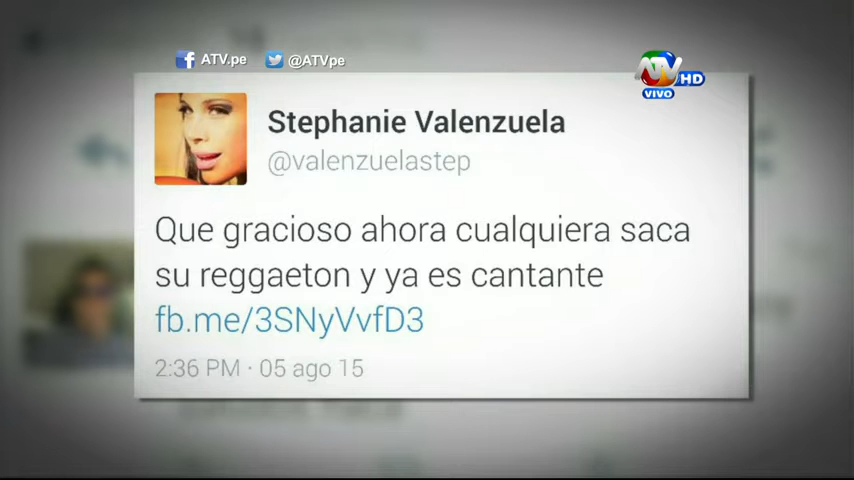 ATV.pe @ATVpe
ATV HD
VIVO
Stephanie Valenzuela
@valenzuelastep
Que gracioso ahora cualquiera saca
su reggaeton y ya es cantante
fb.me/3SNyVvfD3
2:36 PM · 05 ago 15